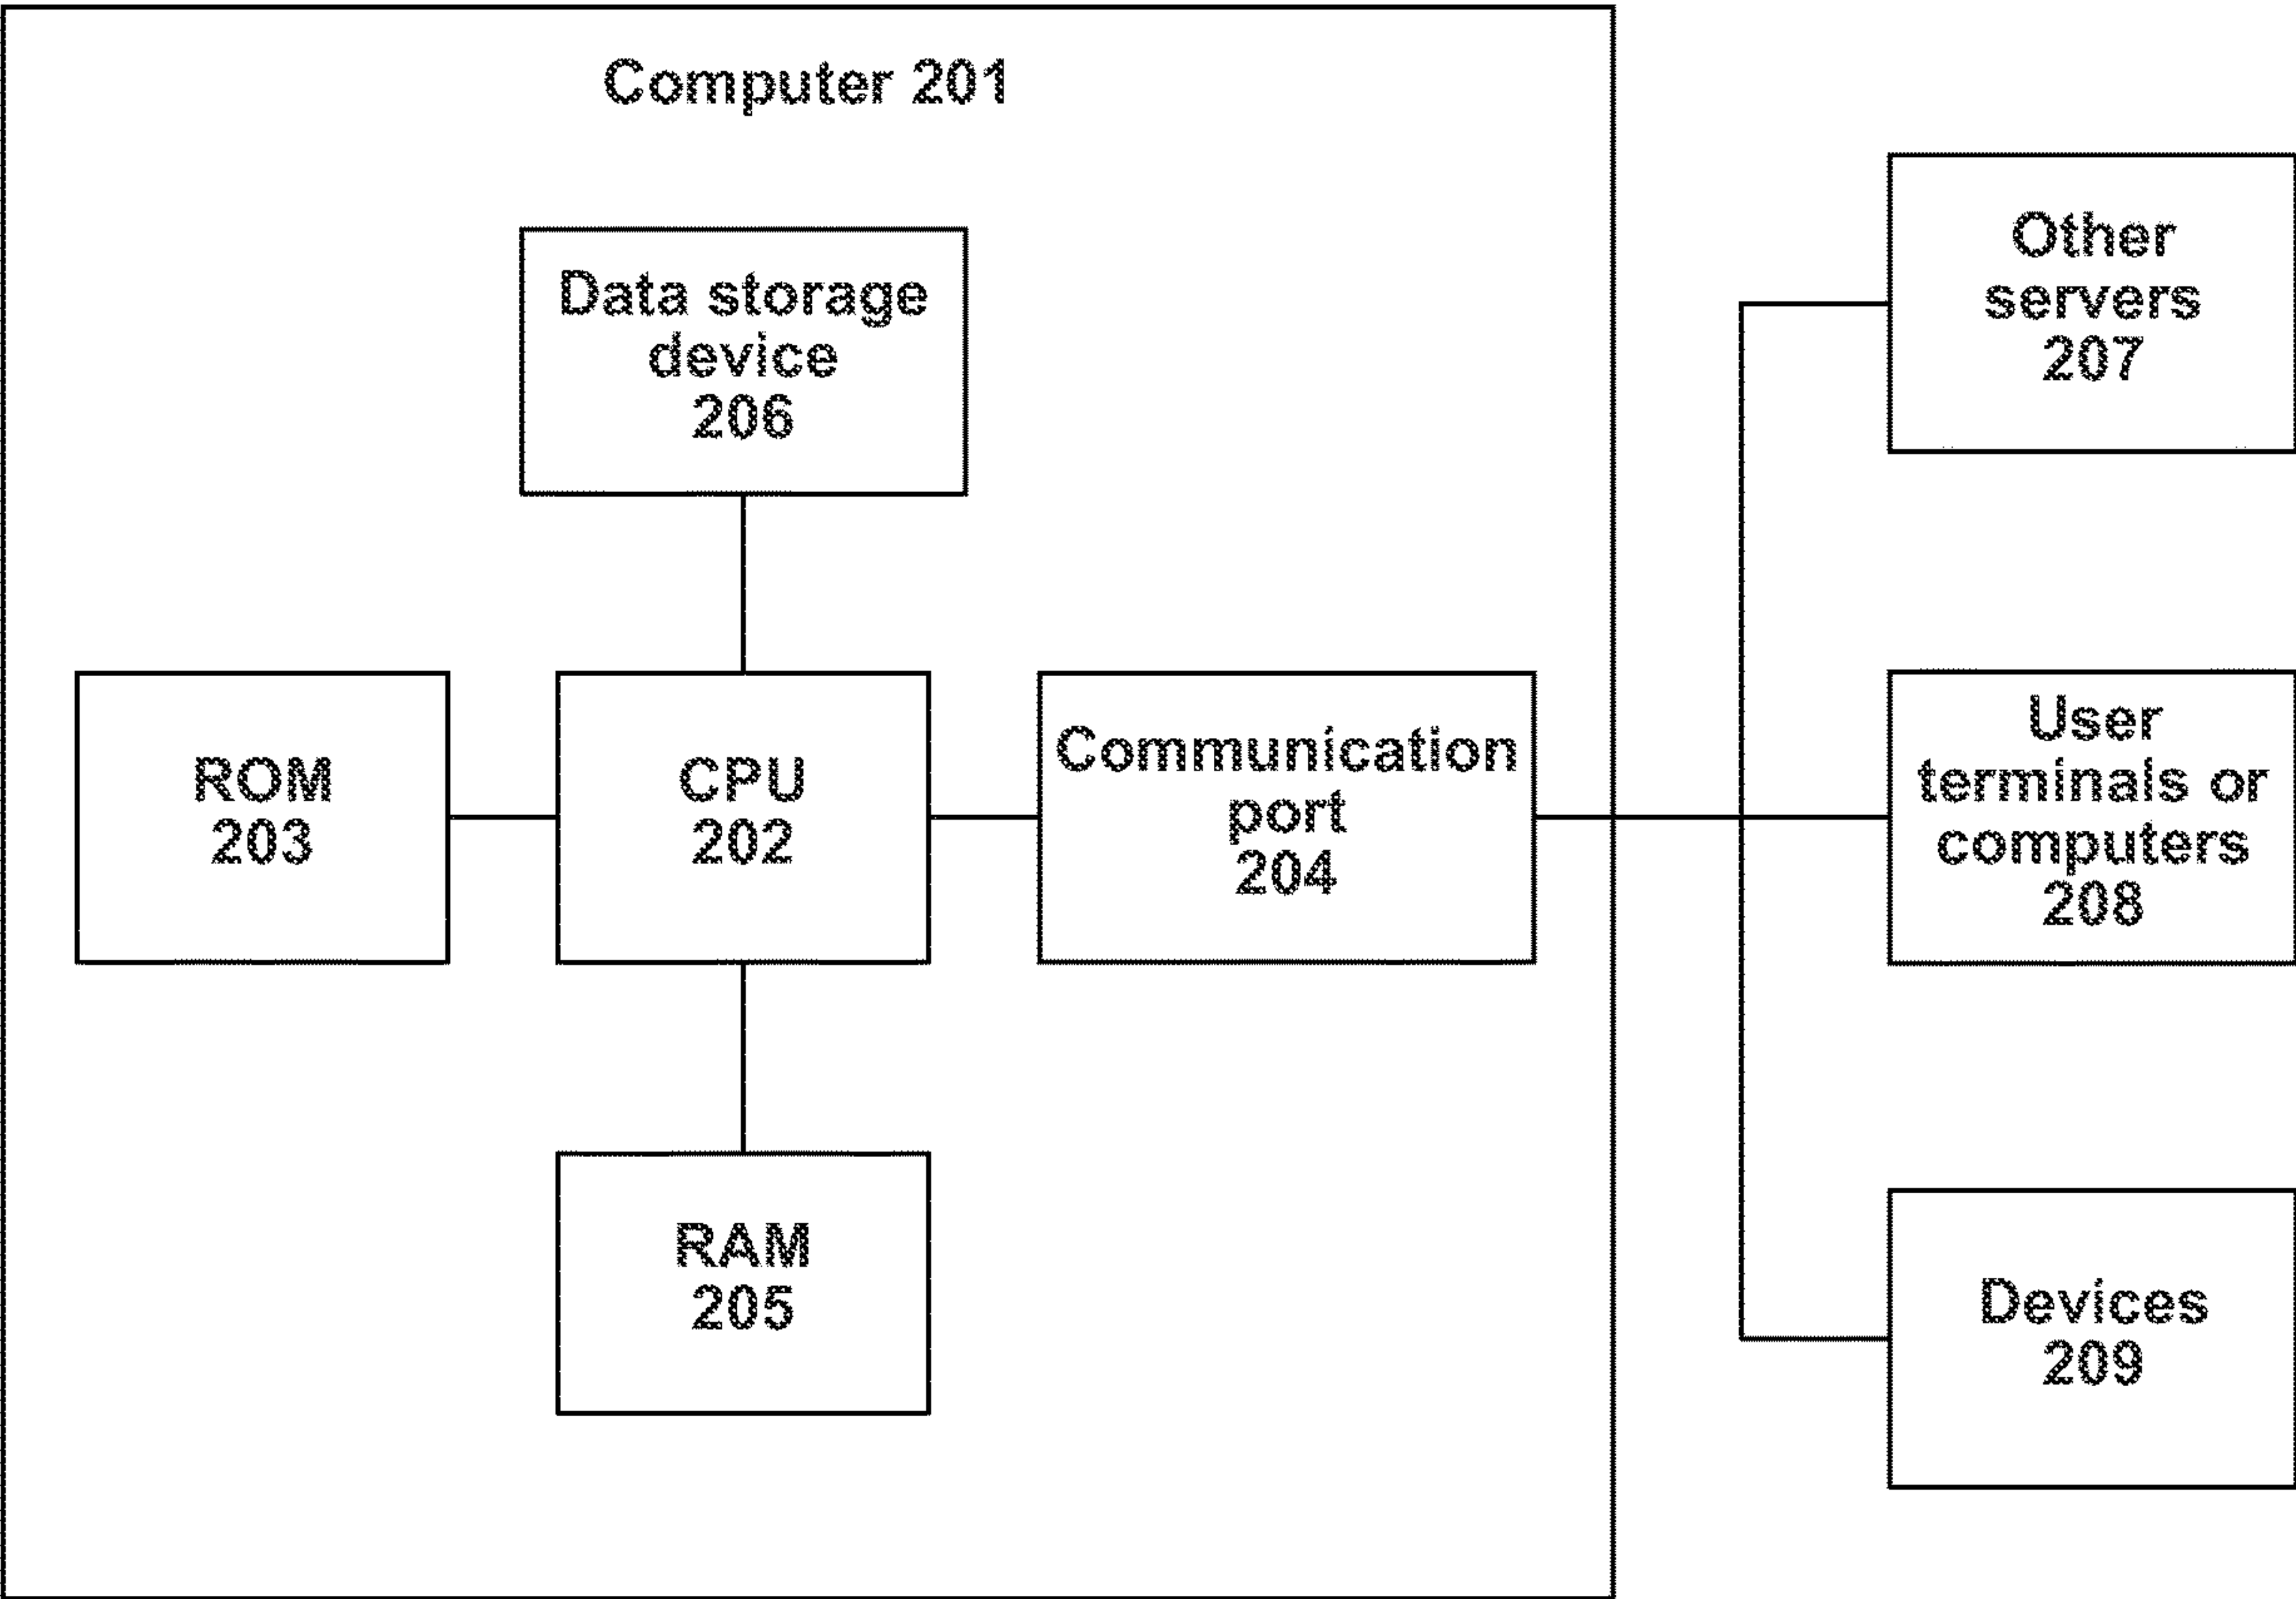 Computer 201
Data storage
device
206
ROM
203
CPU
202
Communication
port
204
RAM
205
Other
servers
207
User
terminals or
computers
208
Devices
209